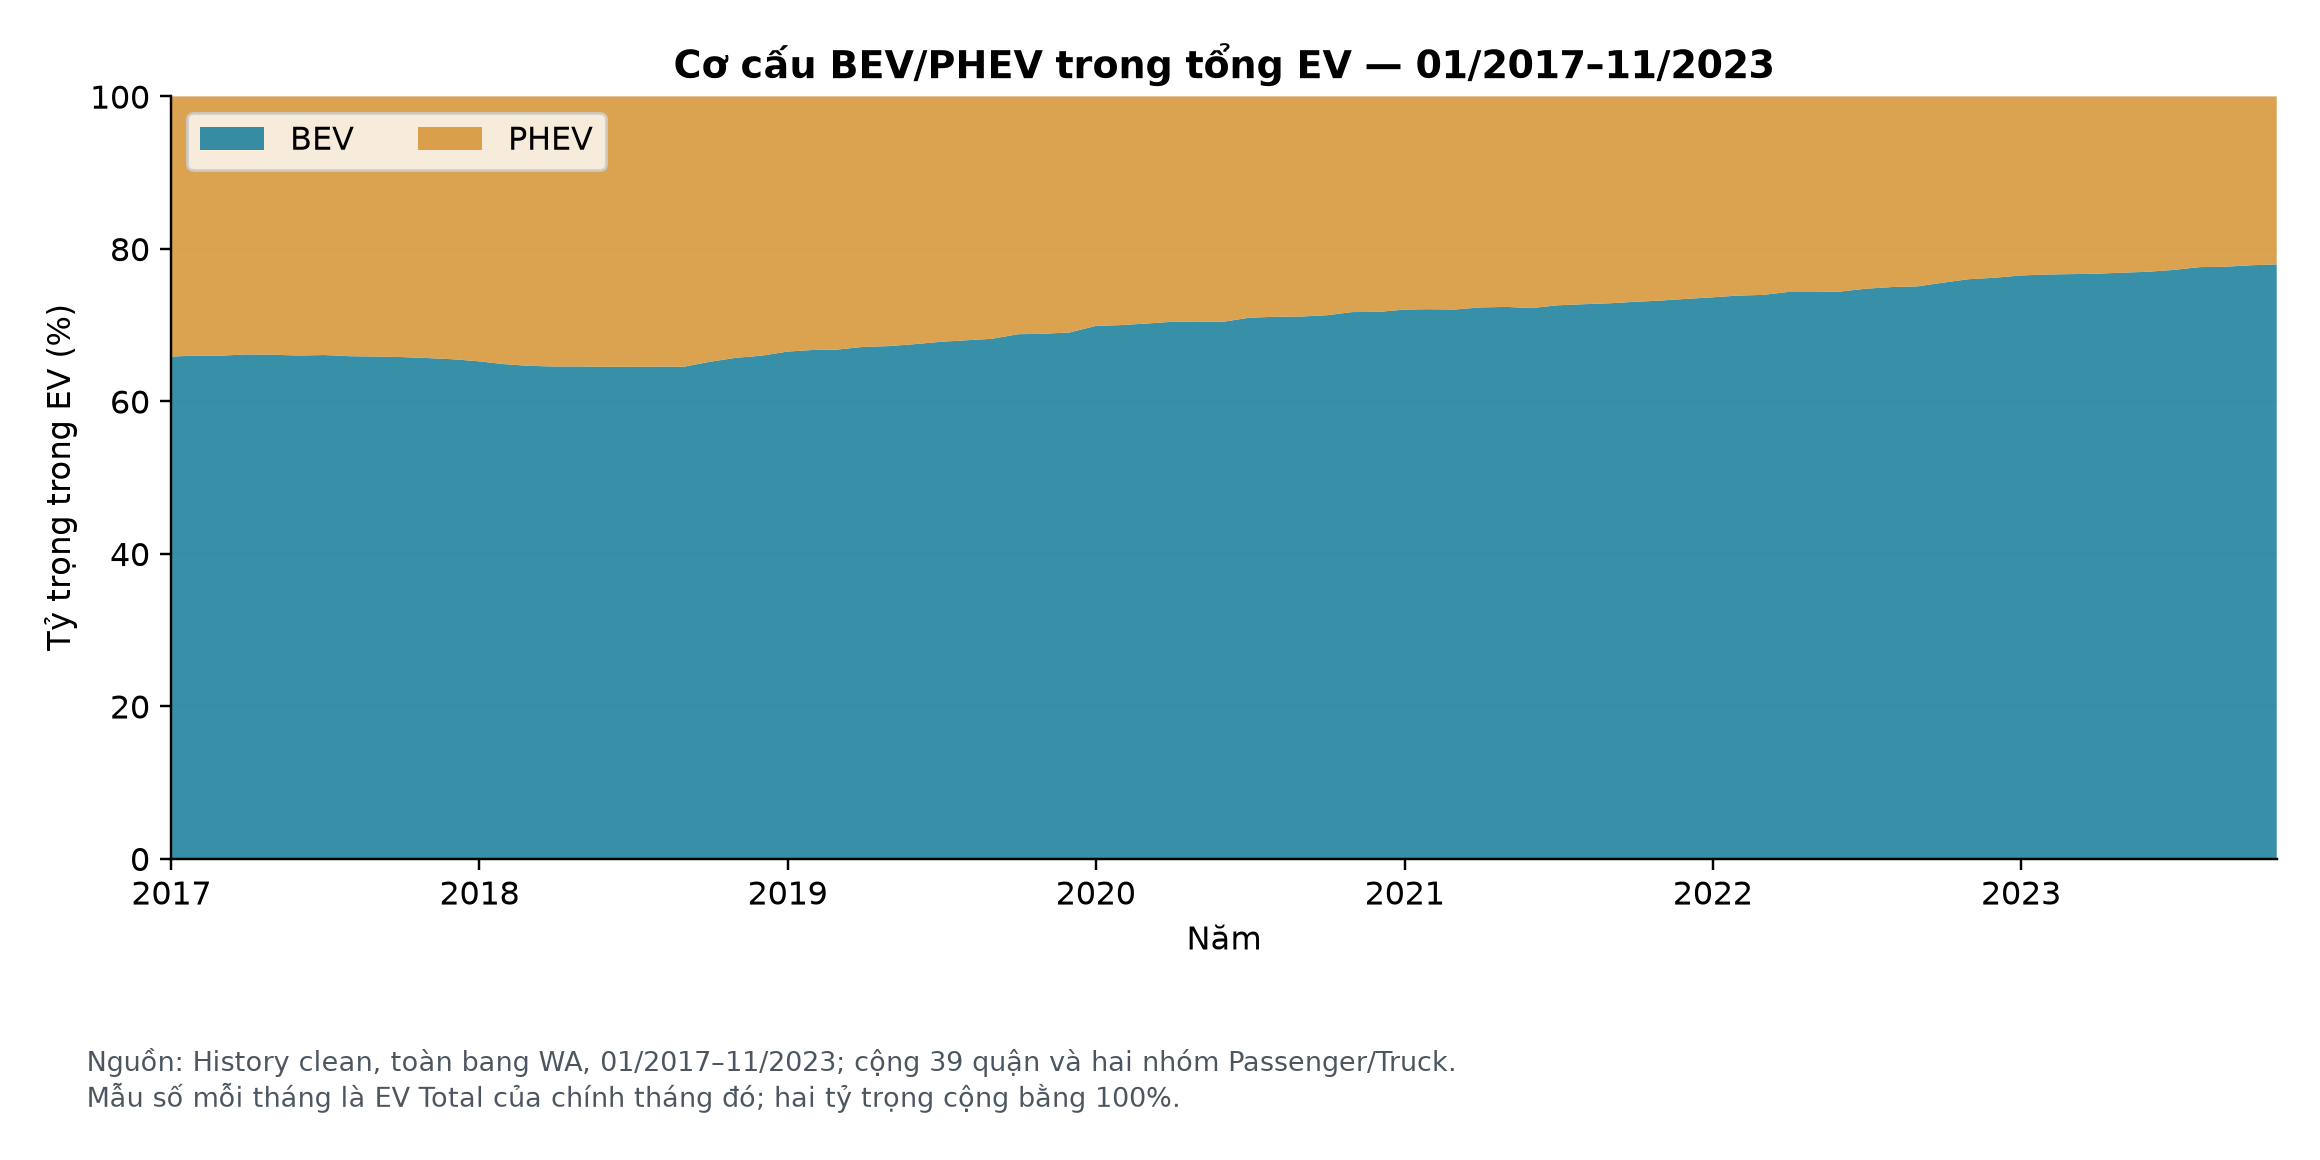 Cơ cấu BEV/PHEV trong tổng EV — 01/2017–11/2023
BEV
PHEV
Tỷ trọng trong EV (%)
100
80
60
40
20
0
2017
2018
2019
2020
2021
2022
2023
Năm
Nguồn: History clean, toàn bang WA, 01/2017–11/2023; cộng 39 quận và hai nhóm Passenger/Truck.
Mẫu số mỗi tháng là EV Total của chính tháng đó; hai tỷ trọng cộng bằng 100%.